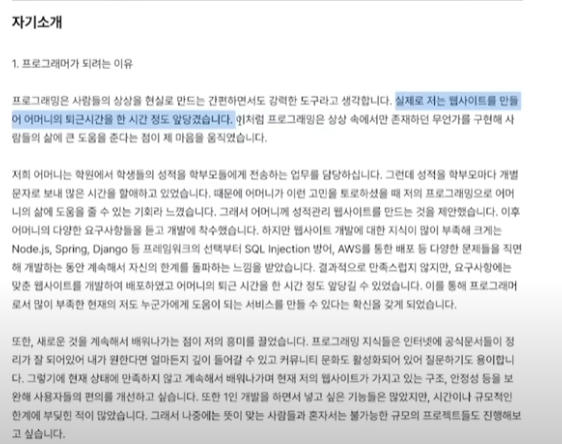 자기소개
1. 프로그래머가 되려는 이유
프로그래밍은 사람들의 상상을 현실로 만드는 간편하면서도 강력한 도구라고 생각합니다. 실제로 저는 웹사이트를 만들
어 어머니의 퇴근시간을 한 시간 정도 앞당겼습니다. 이처럼 프로그래밍은 상상 속에서만 존재하던 무언가를 구현해 사
람들의 삶에 큰 도움을 준다는 점이 제 마음을 움직였습니다.
저희 어머니는 학원에서 학생들의 성적을 학부모들에게 전송하는 업무를 담당하십니다. 그런데 성적을 학부모마다 개별
문자로 보내 많은 시간을 할애하고 있었습니다. 때문에 어머니가 이런 고민을 토로하셨을 때 저의 프로그래밍으로 어머
니의 삶에 도움을 줄 수 있는 기회라 느꼈습니다. 그래서 어머니께 성적관리 웹사이트를 만드는 것을 제안했습니다. 이후
어머니의 다양한 요구사항들을 듣고 개발에 착수했습니다. 하지만 웹사이트 개발에 대한 지식이 많이 부족해 크게는
Node.js, Spring, Django 등 프레임워크의 선택부터 SQL Injection 방어, AWS를 통한 배포 등 다양한 문제들을 직면
해 개발하는 동안 계속해서 자신의 한계를 돌파하는 느낌을 받았습니다. 결과적으로 만족스럽지 않지만, 요구사항에는
맞춘 웹사이트를 개발하여 배포하였고 어머니의 퇴근 시간을 한 시간 정도 앞당길 수 있었습니다. 이를 통해 프로그래머
로서 많이 부족한 현재의 저도 누군가에게 도움이 되는 서비스를 만들 수 있다는 확신을 갖게 되었습니다.
또한, 새로운 것을 계속해서 배워나가는 점이 저의 흥미를 끌었습니다. 프로그래밍 지식들은 인터넷에 공식문서들이 정
리가 잘 되어있어 내가 원한다면 얼마든지 깊이 들어갈 수 있고 커뮤니티 문화도 활성화되어 있어 질문하기도 용이합니
다. 그렇기에 현재 상태에 만족하지 않고 계속해서 배워나가며 현재 저의 웹사이트가 가지고 있는 구조, 안정성 등을 보
완해 사용자들의 편의를 개선하고 싶습니다. 또한 1인 개발을 하면서 넣고 싶은 기능들은 많았지만, 시간이나 규모적인
한계에 부딪힌 적이 많았습니다. 그래서 나중에는 뜻이 맞는 사람들과 혼자서는 불가능한 규모의 프로젝트들도 진행해보
고 싶습니다.